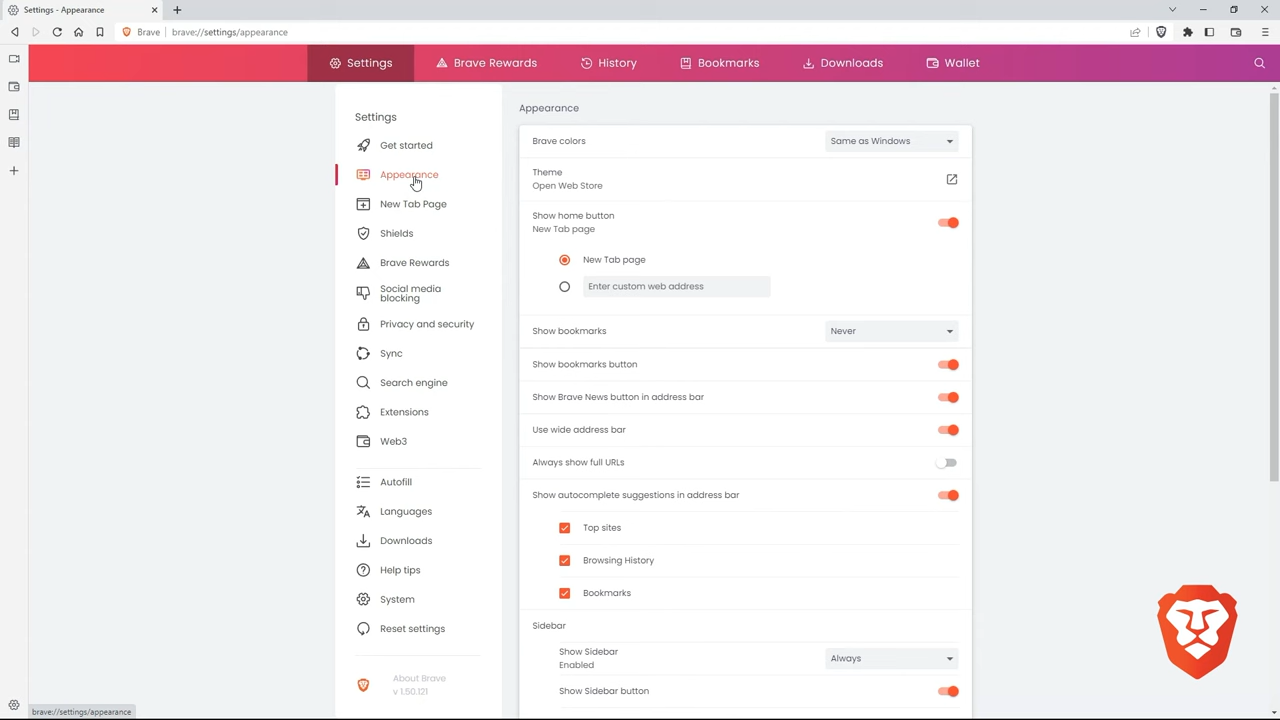 Settings - Appearance
Brave
brave://settings/appearance
Settings
Brave Rewards
History
Bookmarks
Downloads
Wallet
Settings
Get started
Appearance
New Tab Page
Shields
Brave Rewards
Social media
blocking
Privacy and security
Sync
Search engine
Extensions
Web3
Autofill
Languages
Downloads
Help tips
System
Reset settings
About Brave
v 1.50.121
Appearance
Brave colors
Same as Windows
Theme
Open Web Store
Show home button
New Tab page
New Tab page
Enter custom web address
Show bookmarks
Never
Show bookmarks button
Show Brave News button in address bar
Use wide address bar
Always show full URLs
Show autocomplete suggestions in address bar
Top sites
Browsing History
Bookmarks
Sidebar
Show Sidebar
Enabled
Always
Show Sidebar button
brave://settings/appearance